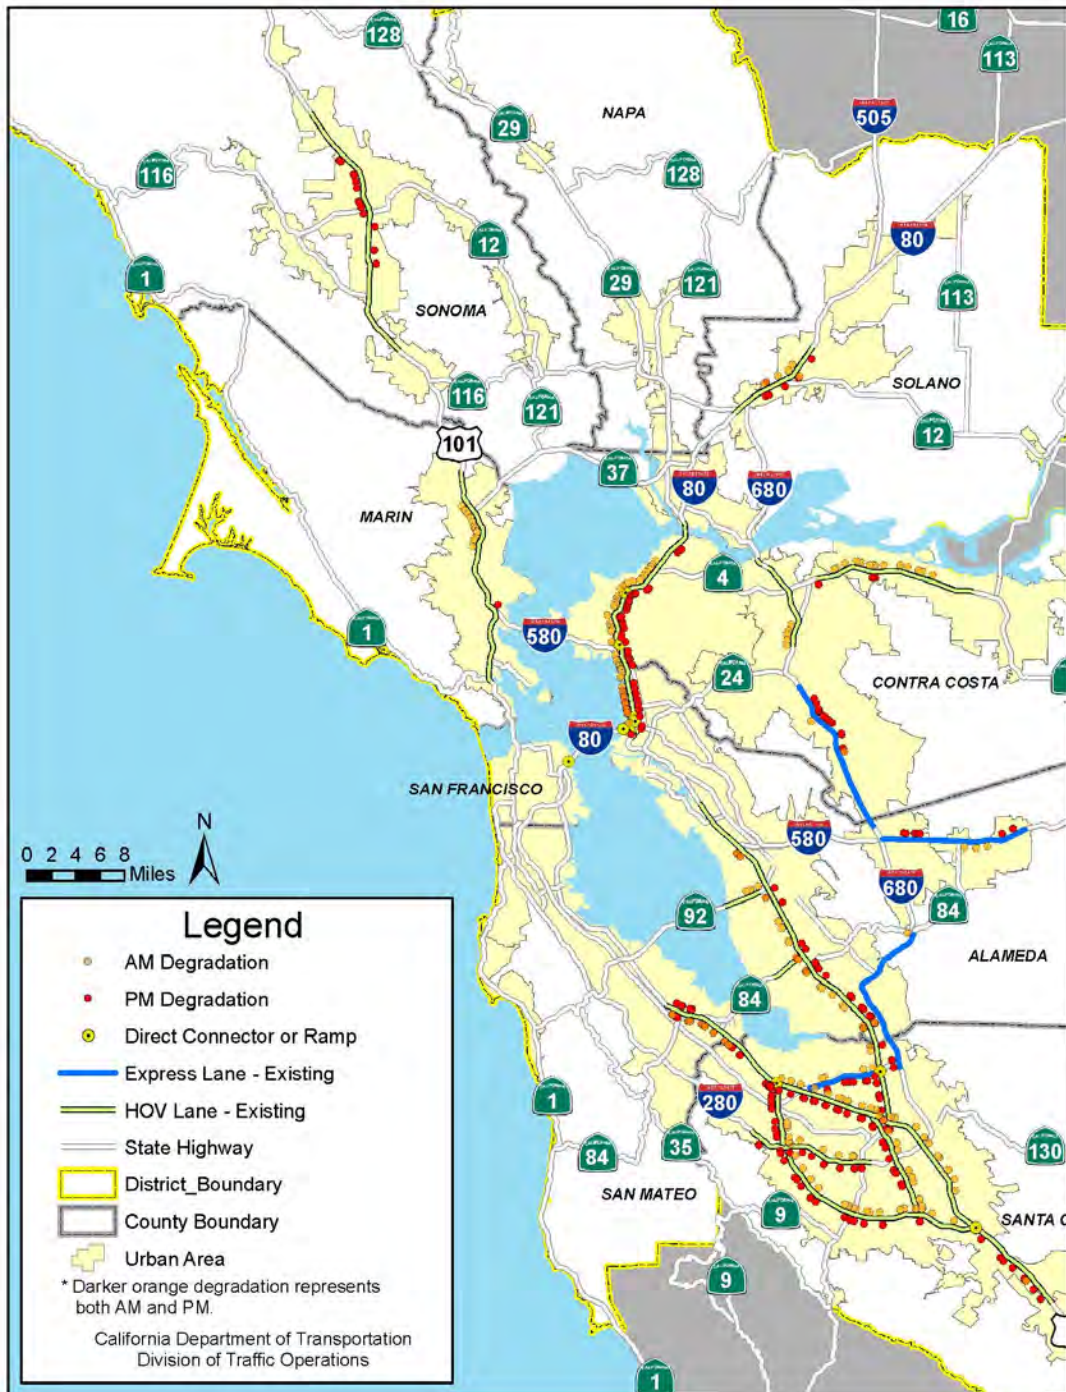 16
128
113
NAPA
505
29
128
116
80
12
1
29
121
113
SONOMA
SOLANO
116
121
12
101
37
80
680
MARIN
4
1
580
24
CONTRA COSTA
80
SAN FRANCISCO
N
580
0 2 4 6 8
Miles
680
84
92
ALAMEDA
84
280
1
35
84
130
SAN MATEO
9
SANTA C
9
1
Legend
AM Degradation
PM Degradation
Direct Connector or Ramp
Express Lane - Existing
HOV Lane - Existing
State Highway
District_Boundary
County Boundary
Urban Area
* Darker orange degradation represents
both AM and PM.
California Department of Transportation
Division of Traffic Operations